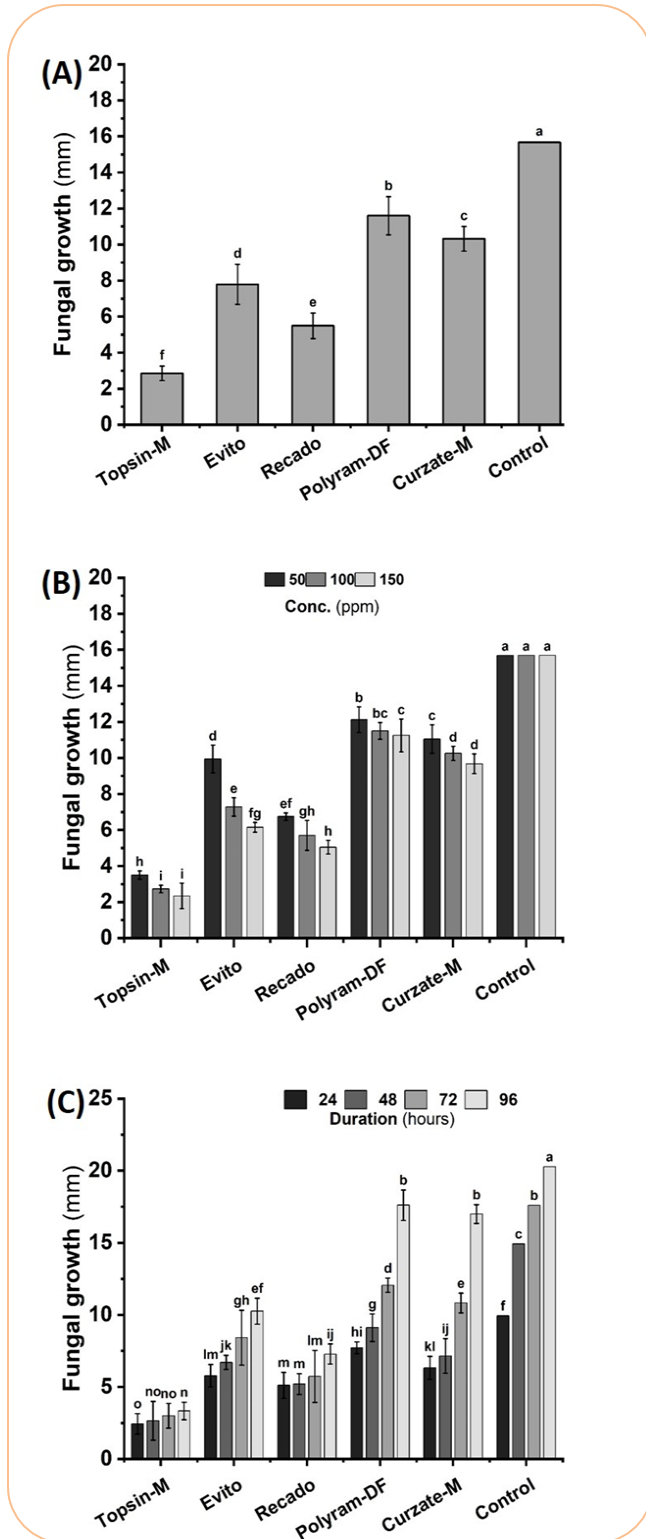 (A)
Fungal growth (mm)
20
18
16
14
12
10
8
6
4
2
0
f
d
e
b
c
a
Topsin-M
Evito
Recado
Polyram-DF
Curzate-M
Control
(B)
50 100 150
Conc. (ppm)
Fungal growth (mm)
20
18
16
14
12
10
8
6
4
2
0
h i i
d e fg
ef gh h
b bc c
c d d
a a a
Topsin-M
Evito
Recado
Polyram-DF
Curzate-M
Control
(C)
24 48 72 96
Duration (hours)
Fungal growth (mm)
25
20
15
10
5
0
o no no n
lm jk gh ef
m m lm ij
hi g d b
kl ij e b
f c b a
Topsin-M
Evito
Recado
Polyram-DF
Curzate-M
Control